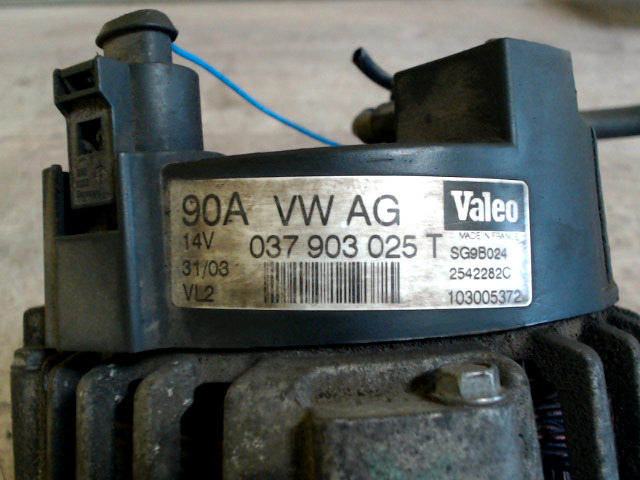 90A VW AG
Valeo
MADE IN FRANCE
14V 037 903 025 T
SG9B024
31/03
2542282C
VL2
103005372